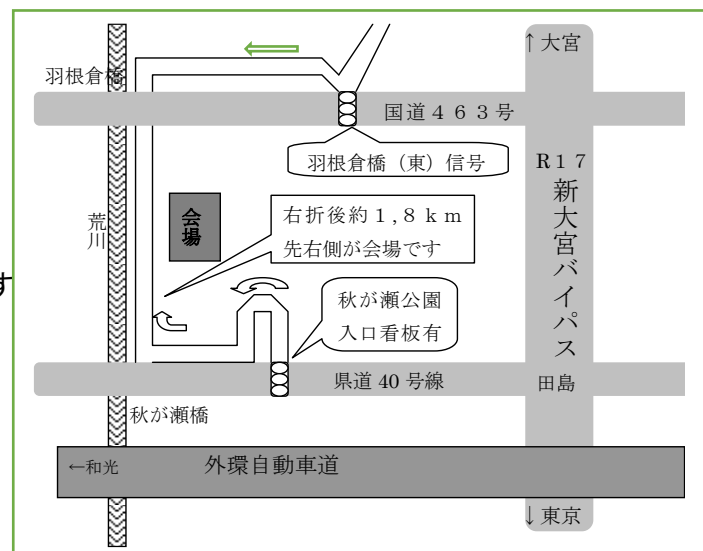 ↑大宮
羽根倉橋
国道４６３号
羽根倉橋（東）信号
R17
新大宮バイパス
荒川
会場
右折後約１,８ｋｍ
先右側が会場です
す
秋が瀬公園
入口看板有
県道 40 号線
田島
秋が瀬橋
←和光
外環自動車道
↓東京